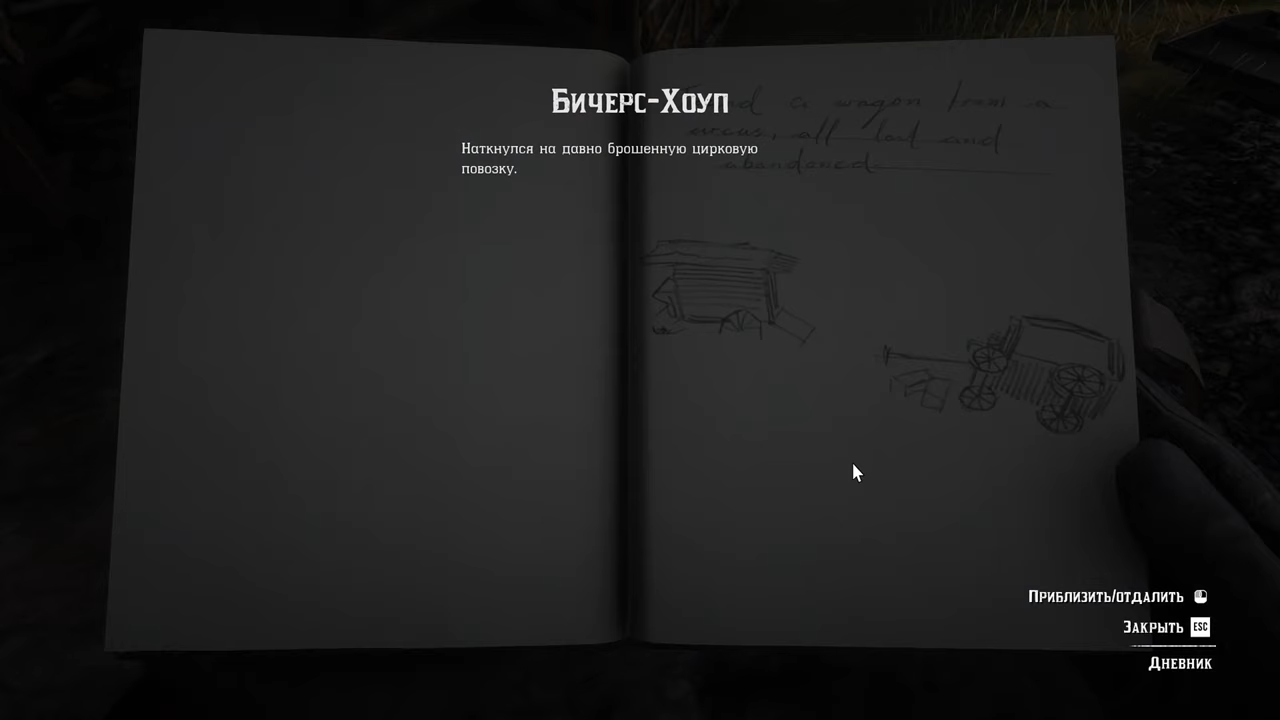 Бичерс-Хоуп
Наткнулся на давно брошенную цирковую
повозку.
a wagon from a
circus, all lost and
abandoned
Приблизить/отдалить
Закрыть ESC
Дневник